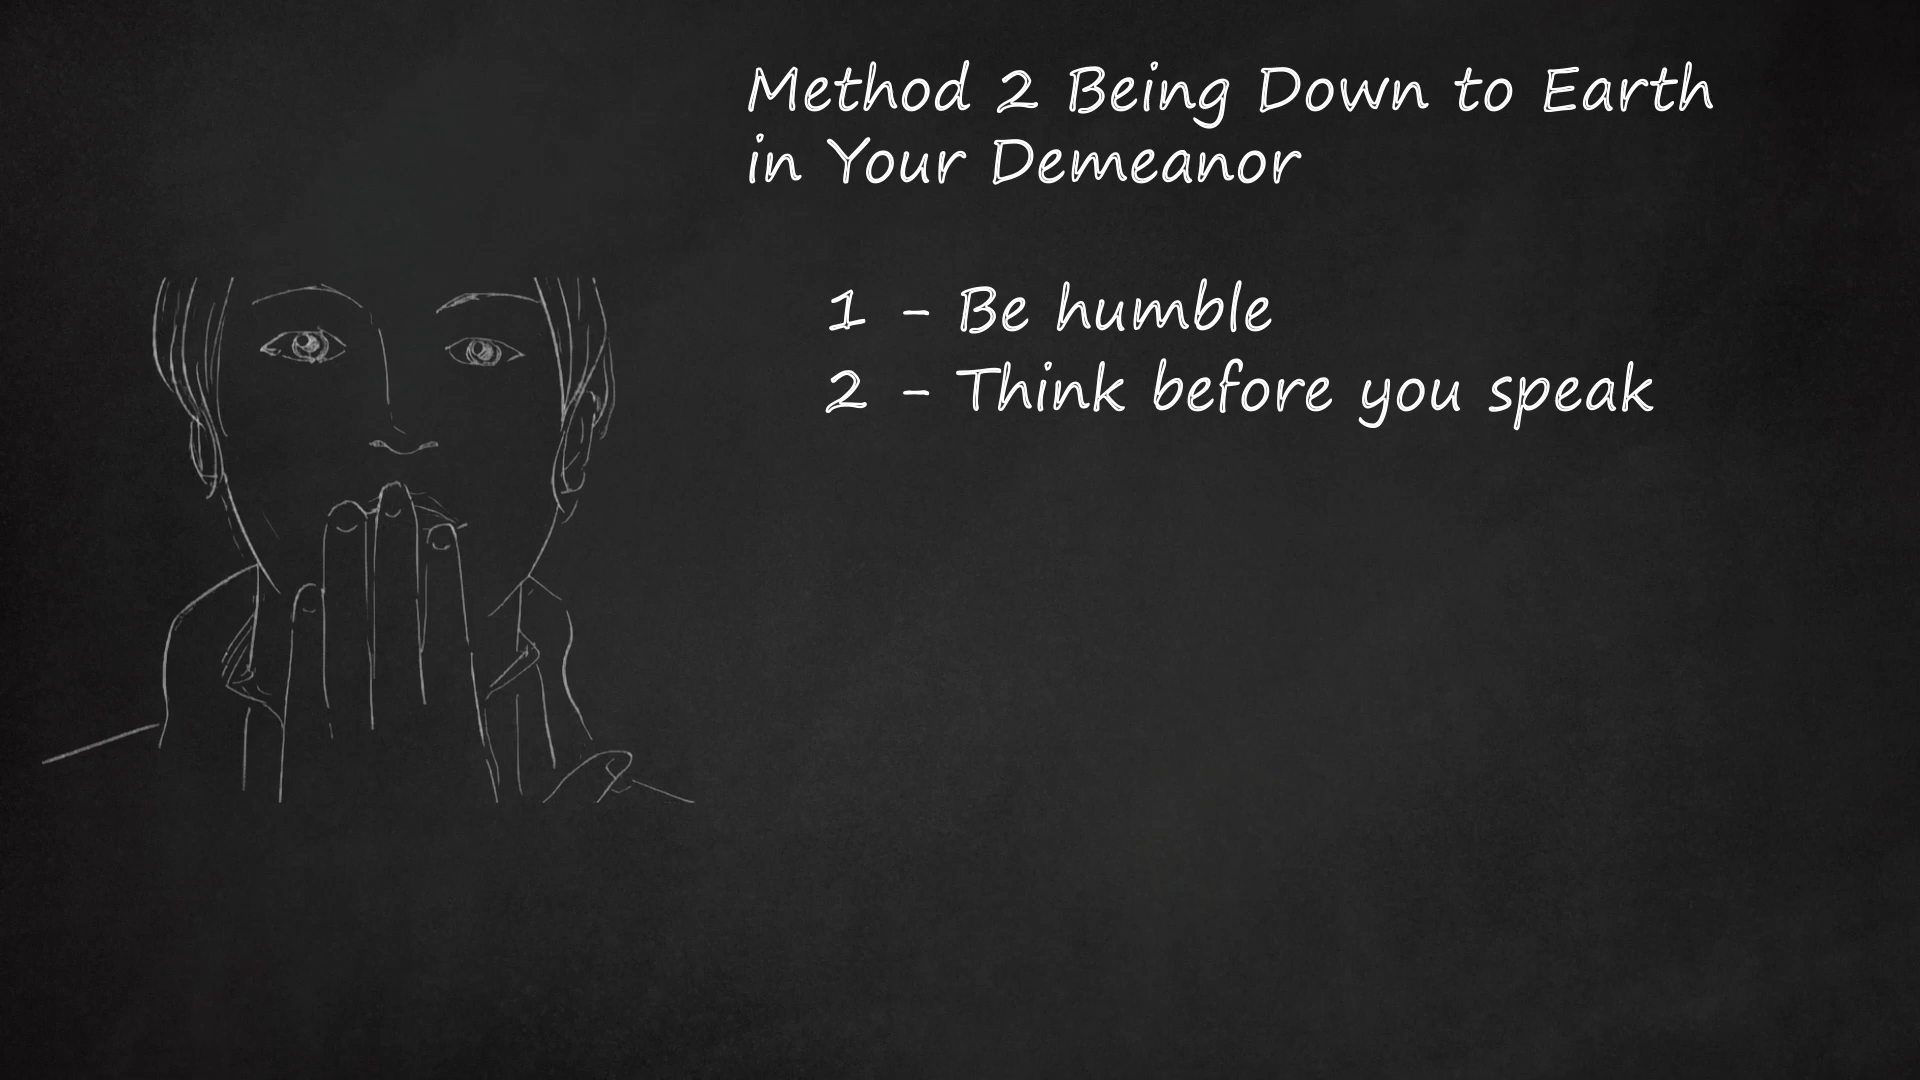 Method 2 Being Down to Earth
in Your Demeanor
1 - Be humble
2 - Think before you speak